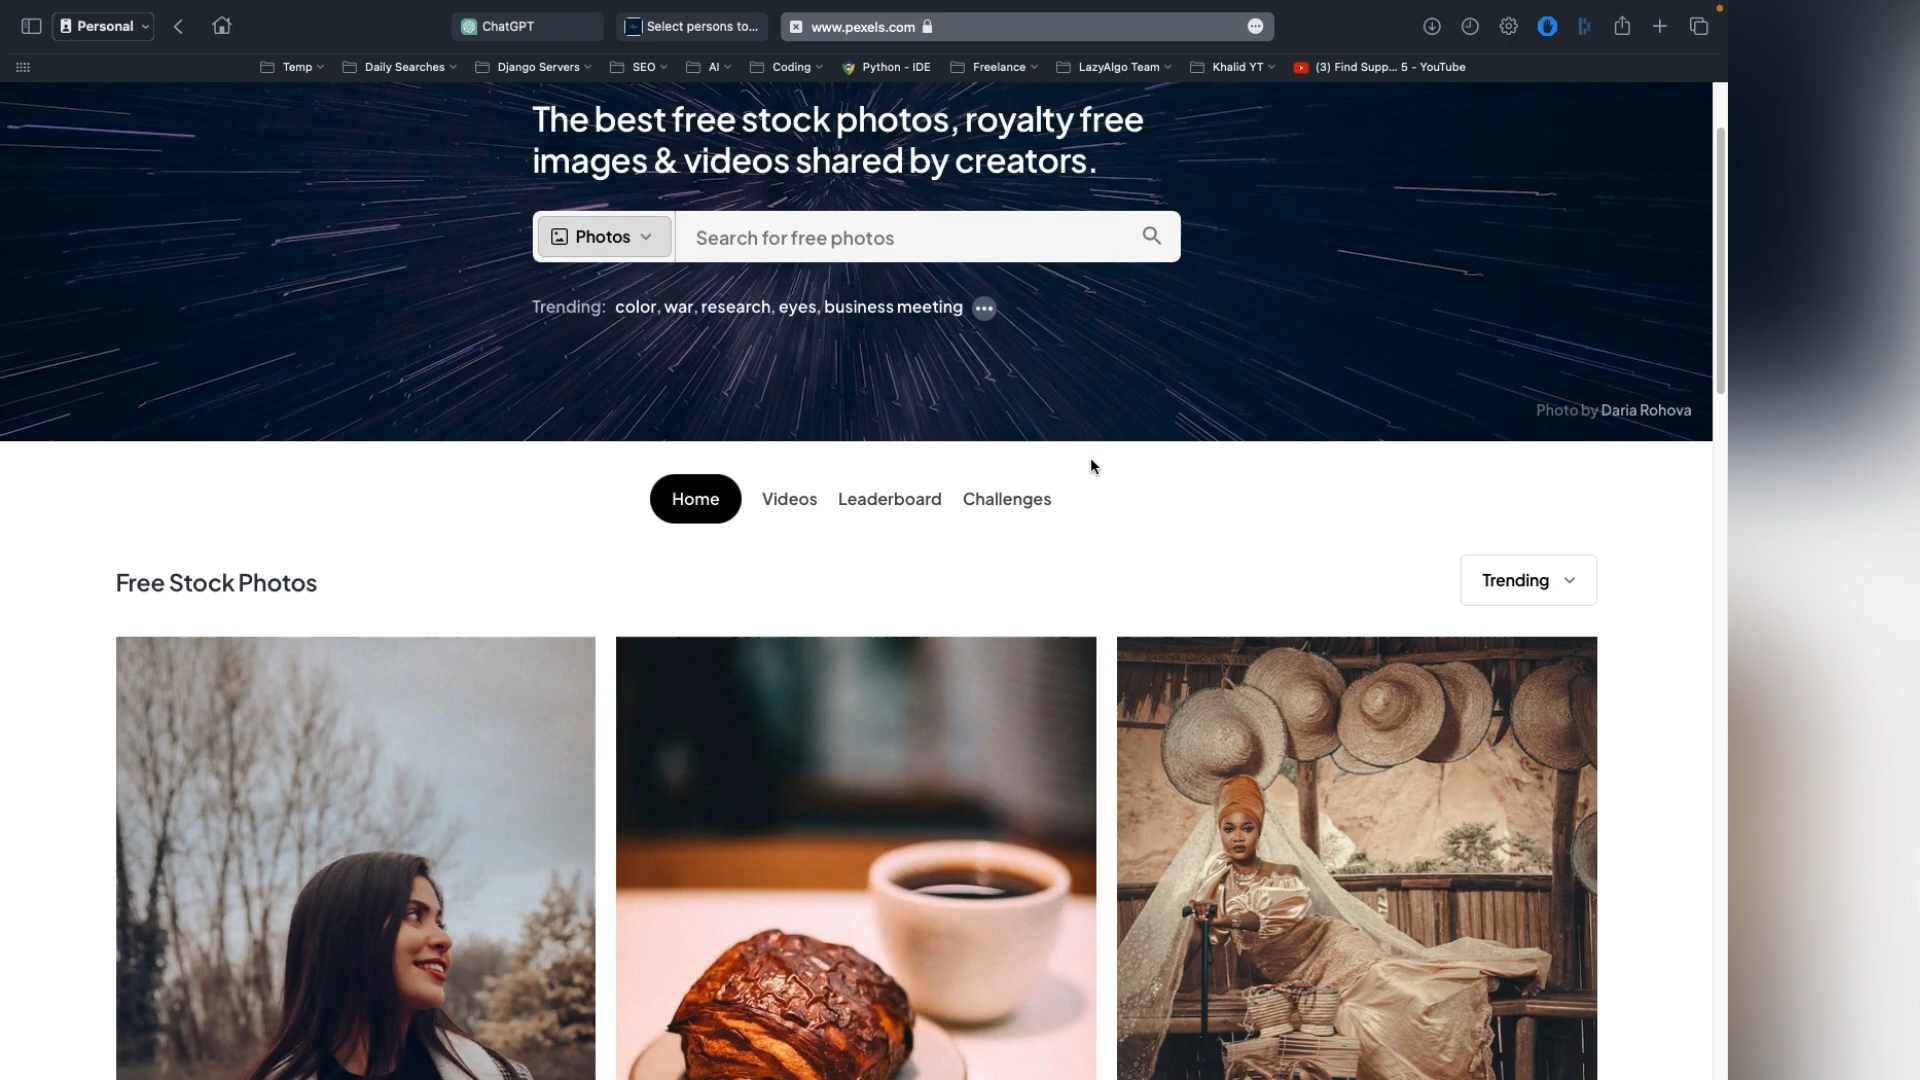 Personal
ChatGPT
Select persons to...
www.pexels.com
Temp
Daily Searches
Django Servers
SEO
AI
Coding
Python - IDE
Freelance
LazyAlgo Team
Khalid YT
(3) Find Supp... 5 - YouTube
The best free stock photos, royalty free
images & videos shared by creators.
Photos
Search for free photos
Trending: color, war, research, eyes, business meeting
Photo by Daria Rohova
Home
Videos
Leaderboard
Challenges
Free Stock Photos
Trending